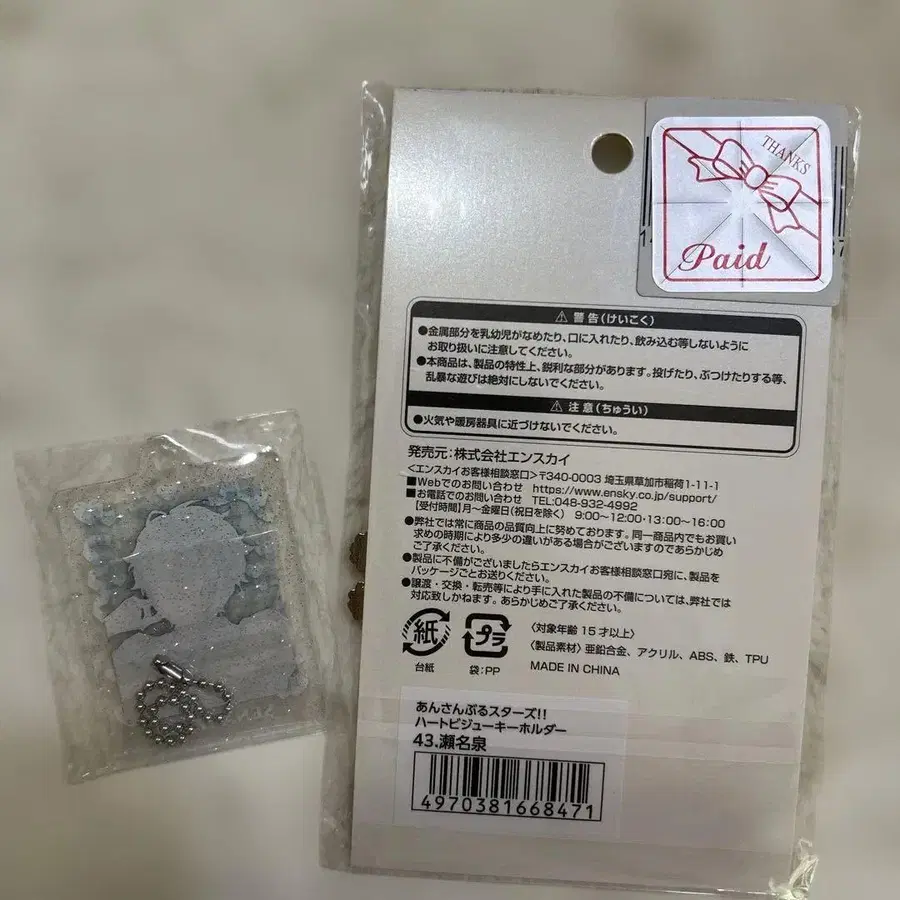 THANKS
Paid
⚠ 警告(けいこく)
●金属部分を乳幼児がなめたり、口に入れたり、飲み込む等しないように
お取り扱いに注意してください。
●本商品は、製品の特性上、鋭利な部分があります。投げたり、ぶつけたりする等、
乱暴な遊びは絶対にしないでください。
⚠ 注意(ちゅうい)
●火気や暖房器具に近づけないでください。
発売元:株式会社エンスカイ
<エンスカイお客様相談窓口>〒340-0003 埼玉県草加市稲荷1-11-1
■Webでのお問い合わせ https://www.ensky.co.jp/support/
■お電話でのお問い合わせ TEL:048-932-4992
【受付時間】月～金曜日(祝日を除く) 9:00～12:00・13:00～16:00
●弊社では常に商品の品質向上に努めております。同一商品内でもお買い
求めの時期により多少の違いがある場合がございますのであらかじめ
ご了承ください。
●製品に不備がございましたらエンスカイお客様相談窓口宛に、製品を
パッケージごとお送りください。
●譲渡・交換・転売等により手に入れた製品の不備については、弊社では
対応致しかねます。あらかじめご了承ください。
紙
台紙
プラ
袋:PP
〈対象年齢 15才以上〉
〈製品素材〉亜鉛合金、アクリル、ABS、鉄、TPU
MADE IN CHINA
あんさんぶるスターズ!!
ハートビジューキーホルダー
43.瀬名泉
4970381668471